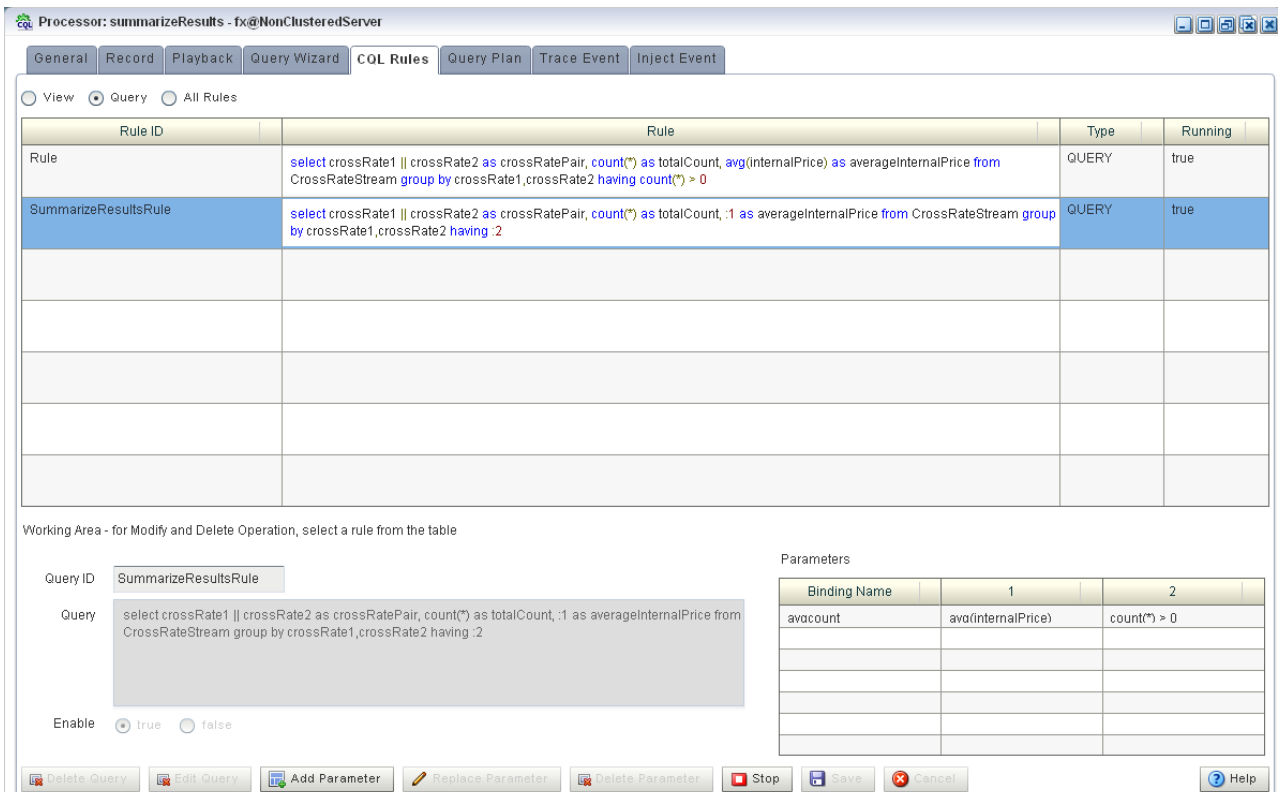 CQL Processor: summarizeResults - fx@NonClusteredServer
General Record Playback Query Wizard CQL Rules Query Plan Trace Event Inject Event
View Query All Rules
Rule ID Rule Type Running
Rule select crossRate1 || crossRate2 as crossRatePair, count(*) as totalCount, avg(internalPrice) as averageInternalPrice from QUERY true
CrossRateStream group by crossRate1,crossRate2 having count(*) > 0
SummarizeResultsRule select crossRate1 || crossRate2 as crossRatePair, count(*) as totalCount, :1 as averageInternalPrice from CrossRateStream group QUERY true
by crossRate1,crossRate2 having :2
Working Area - for Modify and Delete Operation, select a rule from the table
Query ID SummarizeResultsRule
Query select crossRate1 || crossRate2 as crossRatePair, count(*) as totalCount, :1 as averageInternalPrice from
CrossRateStream group by crossRate1,crossRate2 having :2
Enable true false
Parameters
Binding Name 1 2
avgcount avg(internalPrice) count(*) > 0
Delete Query Edit Query Add Parameter Replace Parameter Delete Parameter Stop Save Cancel Help